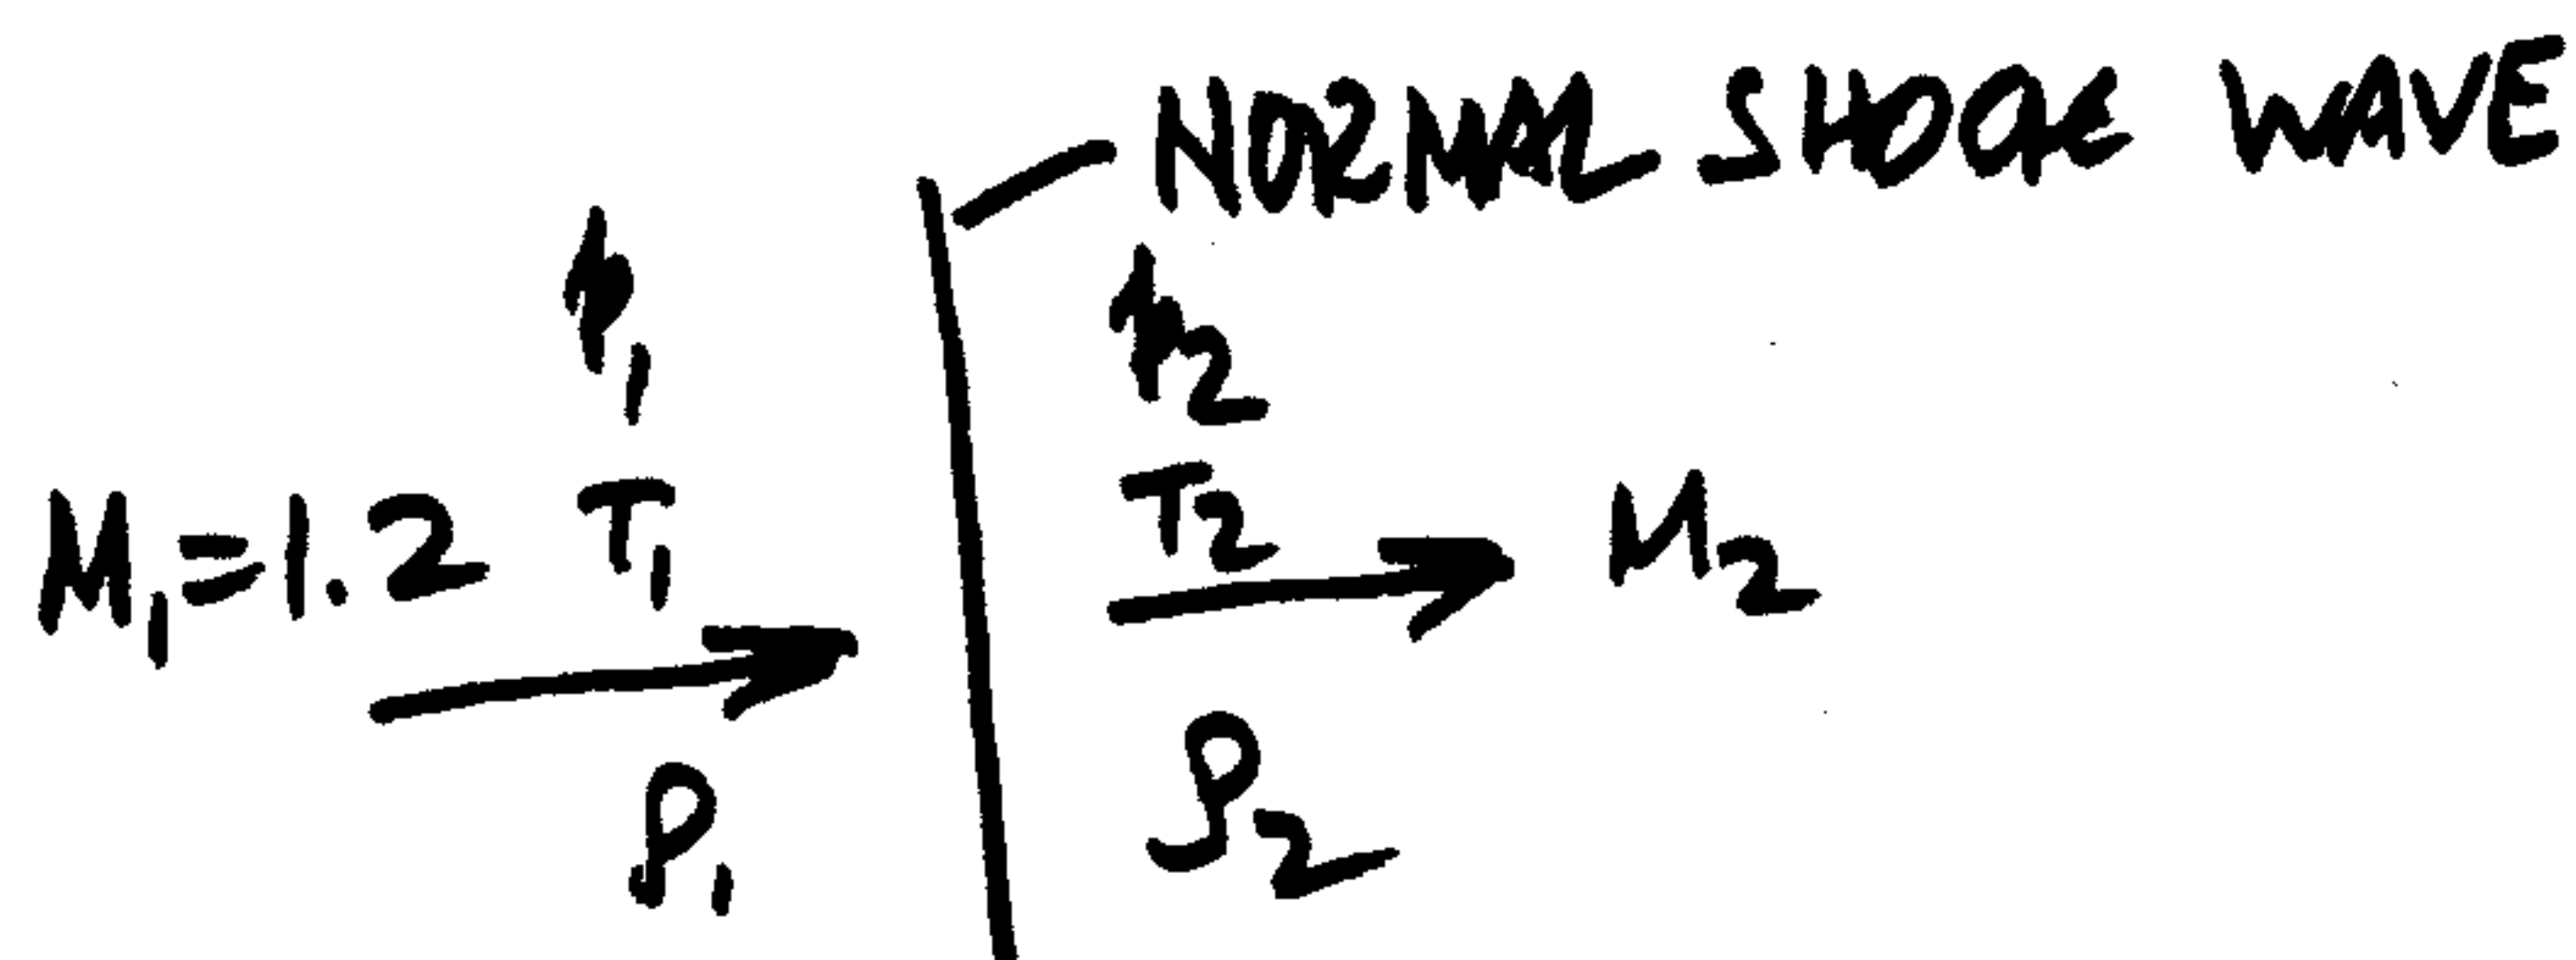 NORMAL SHOCK WAVE
p₁
p₂
M₁=1.2
T₁
T₂
M₂
ρ₁
ρ₂